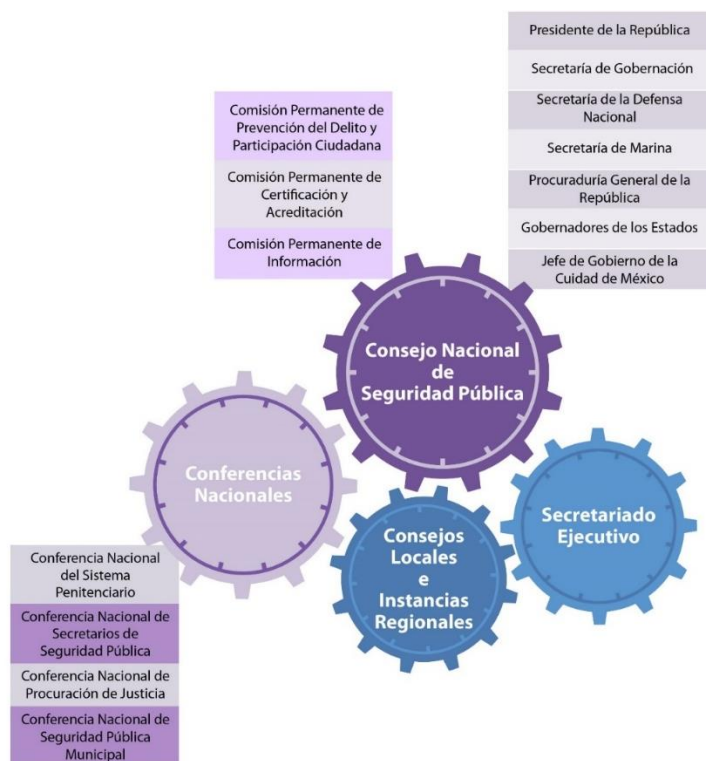 Presidente de la República
Secretaría de Gobernación
Secretaría de la Defensa
Nacional
Secretaría de Marina
Procuraduría General de la
República
Gobernadores de los Estados
Jefe de Gobierno de la
Cuidad de México
Comisión Permanente de
Prevención del Delito y
Participación Ciudadana
Comisión Permanente de
Certificación y
Acreditación
Comisión Permanente de
Información
Consejo Nacional
de
Seguridad Pública
Conferencias
Nacionales
Consejos
Locales
e
Instancias
Regionales
Secretariado
Ejecutivo
Conferencia Nacional
del Sistema
Penitenciario
Conferencia Nacional de
Secretarios de
Seguridad Pública
Conferencia Nacional de
Procuración de Justicia
Conferencia Nacional de
Seguridad Pública
Municipal